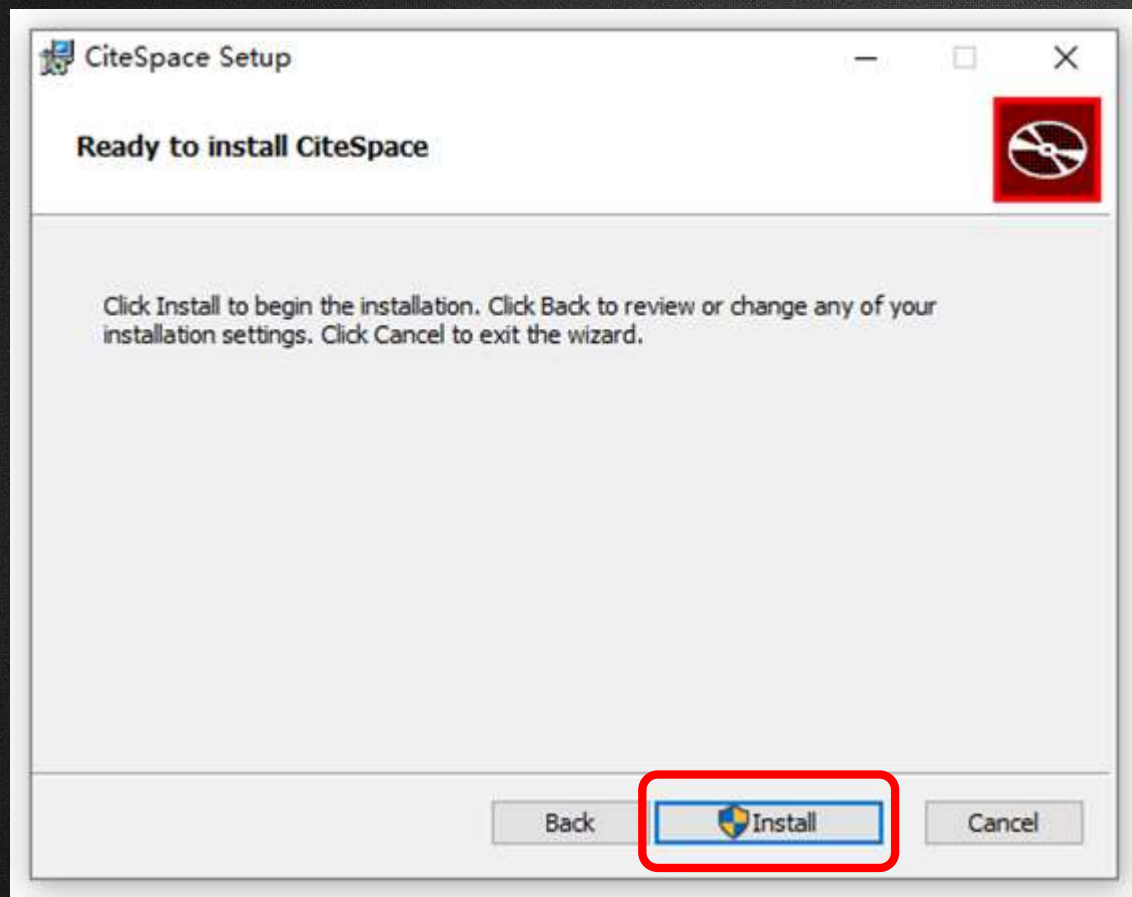 CiteSpace Setup
Ready to install CiteSpace
Click Install to begin the installation. Click Back to review or change any of your
installation settings. Click Cancel to exit the wizard.
Back
Install
Cancel